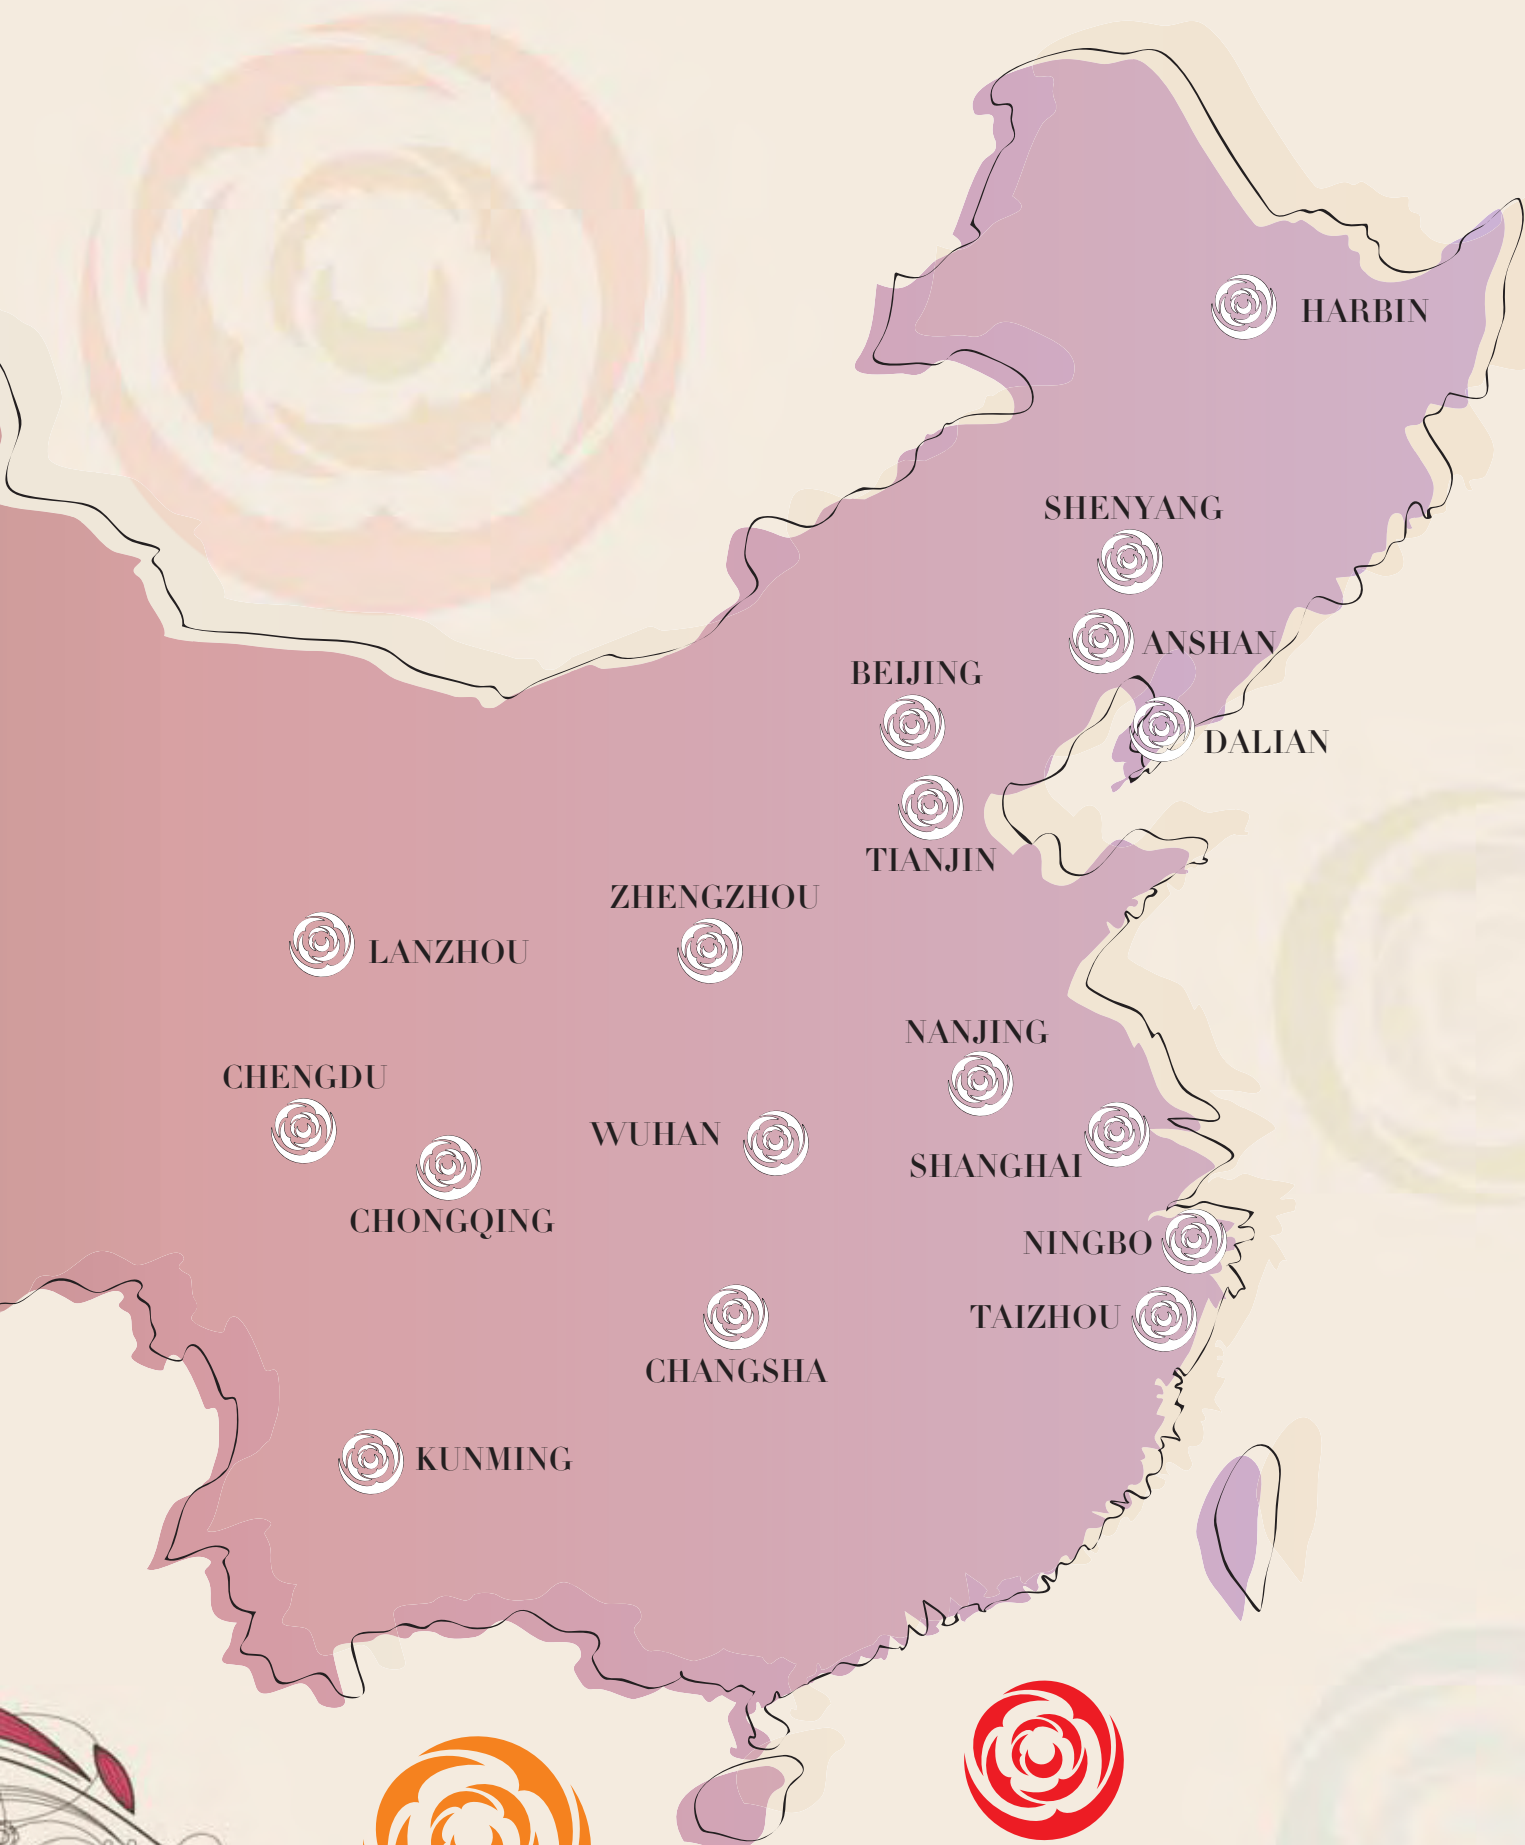 HARBIN
SHENYANG
ANSHAN
BEIJING
DALIAN
TIANJIN
ZHENGZHOU
LANZHOU
NANJING
CHENGDU
WUHAN
SHANGHAI
CHONGQING
NINGBO
TAIZHOU
CHANGSHA
KUNMING